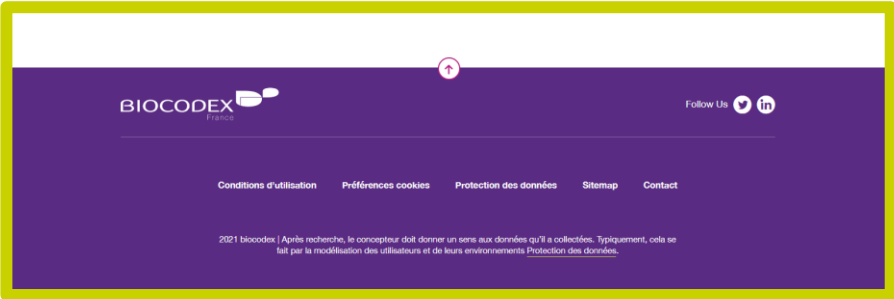 BIOCODEX
France
Follow Us
Conditions d'utilisation Préférences cookies Protection des données Sitemap Contact
2021 biocodex | Après recherche, le concepteur doit donner un sens aux données qu'il a collectées. Typiquement, cela se
fait par la modélisation des utilisateurs et de leurs environnements Protection des données.